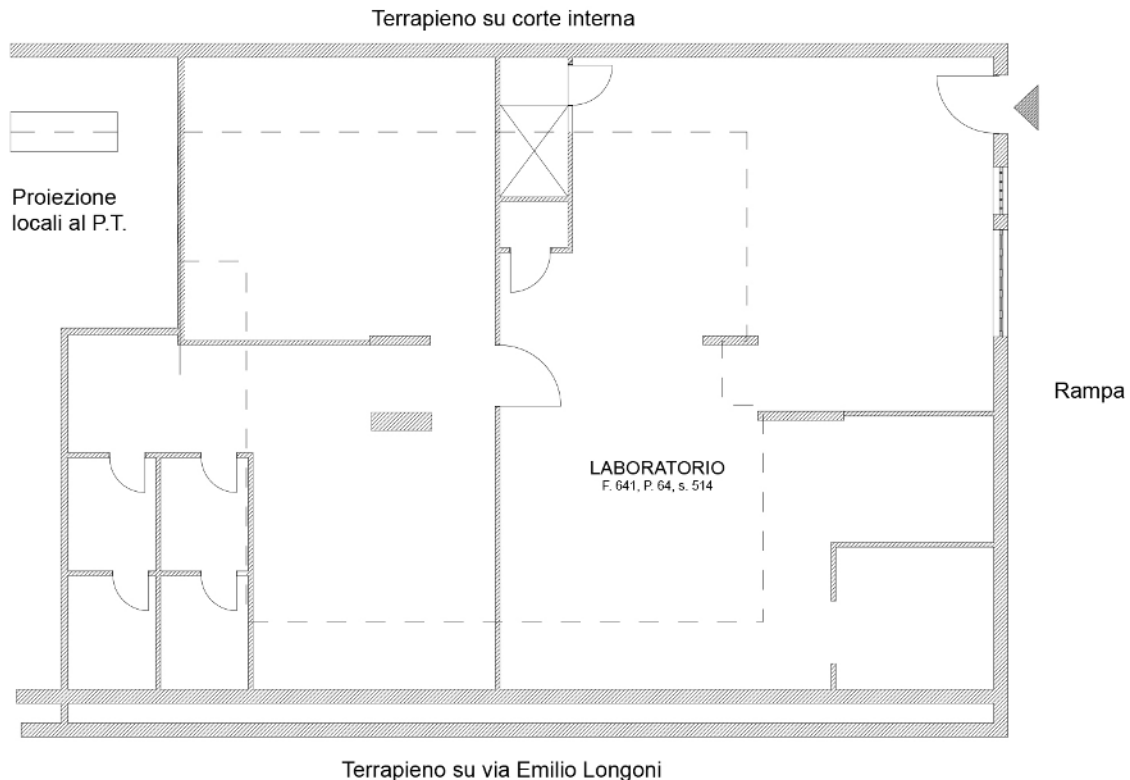 Terrapieno su corte interna
Proiezione
locali al P.T.
Rampa
LABORATORIO
F. 641, P. 64, s. 514
Terrapieno su via Emilio Longoni